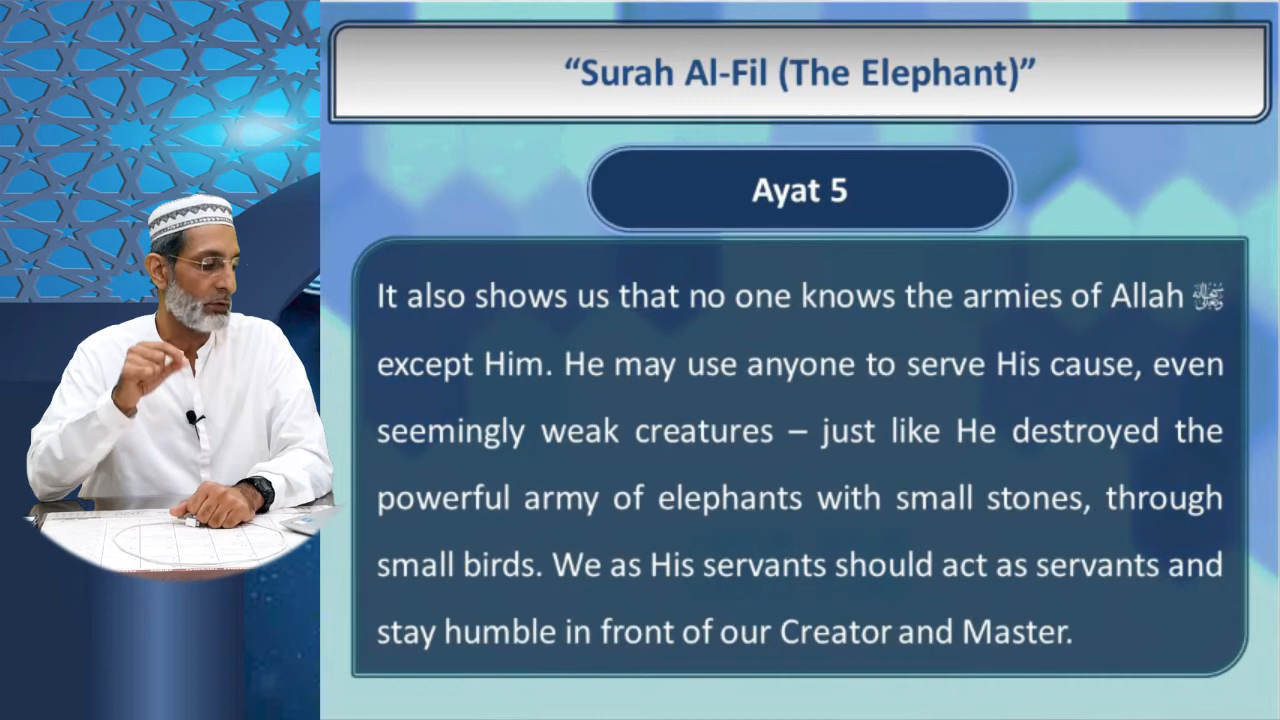 “Surah Al-Fil (The Elephant)”
Ayat 5
It also shows us that no one knows the armies of Allah
except Him. He may use anyone to serve His cause, even
seemingly weak creatures – just like He destroyed the
powerful army of elephants with small stones, through
small birds. We as His servants should act as servants and
stay humble in front of our Creator and Master.